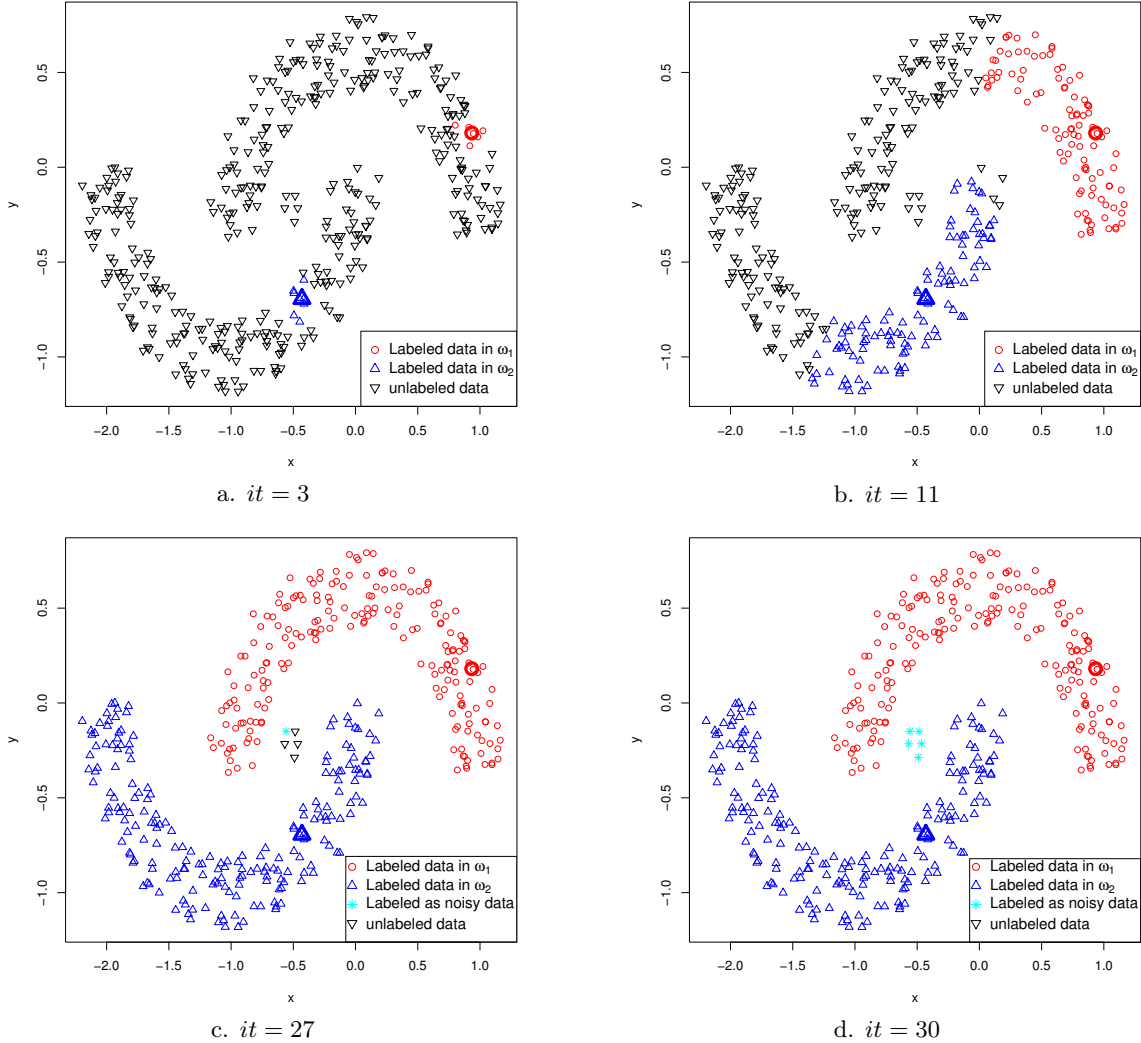 0.5
0.0
−0.5
−1.0
y
Labeled data in ω1
Labeled data in ω2
unlabeled data
−2.0 −1.5 −1.0 −0.5 0.0 0.5 1.0
x
a. it = 3
0.5
0.0
−0.5
−1.0
y
Labeled data in ω1
Labeled data in ω2
unlabeled data
−2.0 −1.5 −1.0 −0.5 0.0 0.5 1.0
x
b. it = 11
0.5
0.0
−0.5
−1.0
y
Labeled data in ω1
Labeled data in ω2
Labeled as noisy data
unlabeled data
−2.0 −1.5 −1.0 −0.5 0.0 0.5 1.0
x
c. it = 27
0.5
0.0
−0.5
−1.0
y
Labeled data in ω1
Labeled data in ω2
Labeled as noisy data
unlabeled data
−2.0 −1.5 −1.0 −0.5 0.0 0.5 1.0
x
d. it = 30